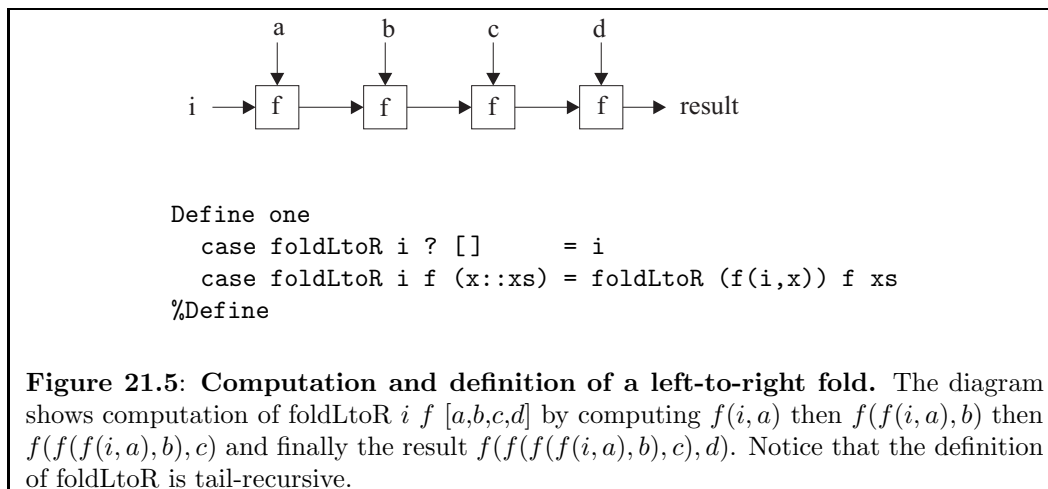 a b c d
i f f f f result
Define one
case foldLtoR i ? [] = i
case foldLtoR i f (x::xs) = foldLtoR (f(i,x)) f xs
%Define
Figure 21.5: Computation and definition of a left-to-right fold. The diagram
shows computation of foldLtoR i f [a,b,c,d] by computing f(i, a) then f(f(i, a), b) then
f(f(f(i, a), b), c) and finally the result f(f(f(f(i, a), b), c), d). Notice that the definition
of foldLtoR is tail-recursive.